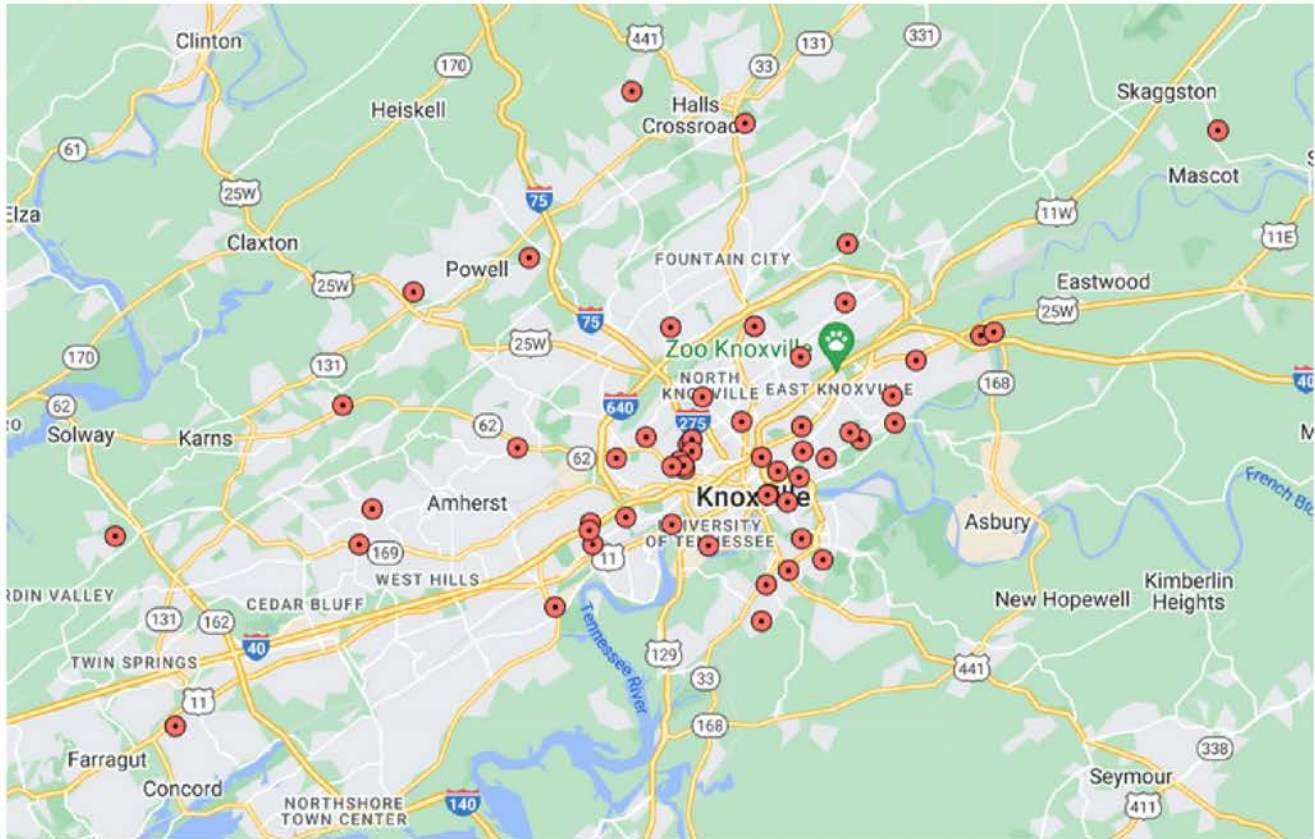 Clinton
441
131
331
33
170
Skaggston
Heiskell
Halls
Crossroad
61
75
Mascot
25W
11W
Elza
Claxton
11E
Powell
FOUNTAIN CITY
25W
Eastwood
25W
75
170
25W
Zoo Knoxville
131
NORTH
KNOXVILLE
EAST KNOXVILLE
168
40
62
640
275
Solway
Karns
62
62
Amherst
Knoxville
French B
Asbury
UNIVERSITY
OF TENNESSEE
169
11
WEST HILLS
RDIN VALLEY
Kimberlin
Heights
CEDAR BLUFF
New Hopewell
131
162
40
Tennessee River
TWIN SPRINGS
129
441
33
11
168
338
Farragut
Seymour
Concord
NORTHSHORE
TOWN CENTER
140
411